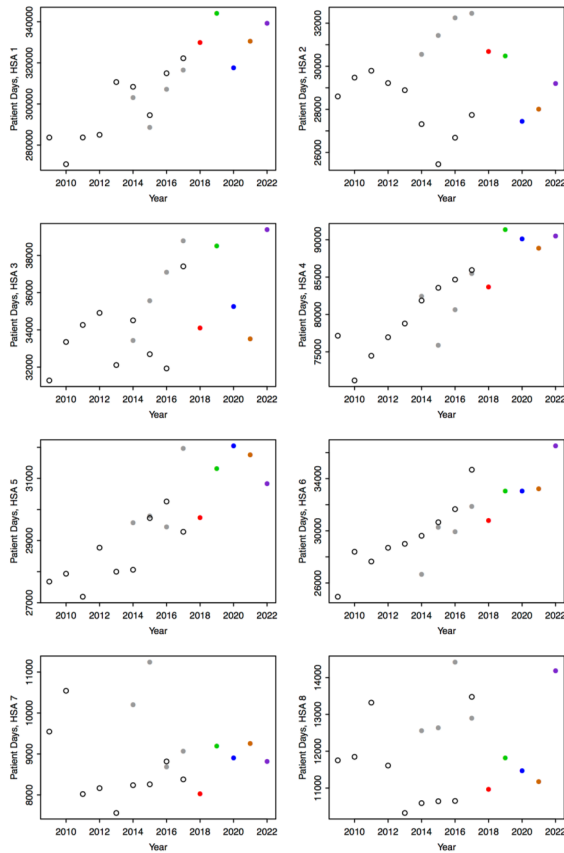 Patient Days, HSA 1
280000 300000 320000 340000
2010 2012 2014 2016 2018 2020 2022
Year
Patient Days, HSA 2
26000 28000 30000 32000
2010 2012 2014 2016 2018 2020 2022
Year
Patient Days, HSA 3
32000 34000 36000 38000
2010 2012 2014 2016 2018 2020 2022
Year
Patient Days, HSA 4
75000 80000 85000 90000
2010 2012 2014 2016 2018 2020 2022
Year
Patient Days, HSA 5
27000 29000 31000
2010 2012 2014 2016 2018 2020 2022
Year
Patient Days, HSA 6
26000 30000 34000
2010 2012 2014 2016 2018 2020 2022
Year
Patient Days, HSA 7
8000 9000 10000 11000
2010 2012 2014 2016 2018 2020 2022
Year
Patient Days, HSA 8
11000 12000 13000 14000
2010 2012 2014 2016 2018 2020 2022
Year